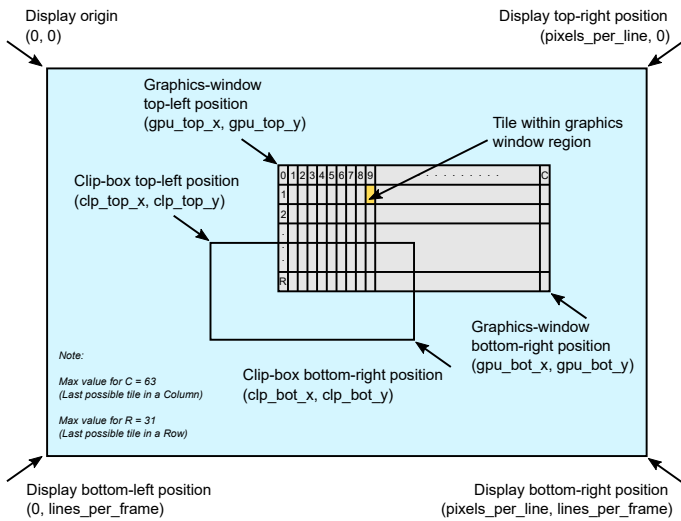 Display origin
(0, 0)
Display top-right position
(pixels_per_line, 0)
Graphics-window
top-left position
(gpu_top_x, gpu_top_y)
Tile within graphics
window region
Clip-box top-left position
(clp_top_x, clp_top_y)
0 1 2 3 4 5 6 7 8 9 . . . . . . . . . C
1
2
.
.
.
R
Graphics-window
bottom-right position
(gpu_bot_x, gpu_bot_y)
Clip-box bottom-right position
(clp_bot_x, clp_bot_y)
Note:
Max value for C = 63
(Last possible tile in a Column)
Max value for R = 31
(Last possible tile in a Row)
Display bottom-left position
(0, lines_per_frame)
Display bottom-right position
(pixels_per_line, lines_per_frame)